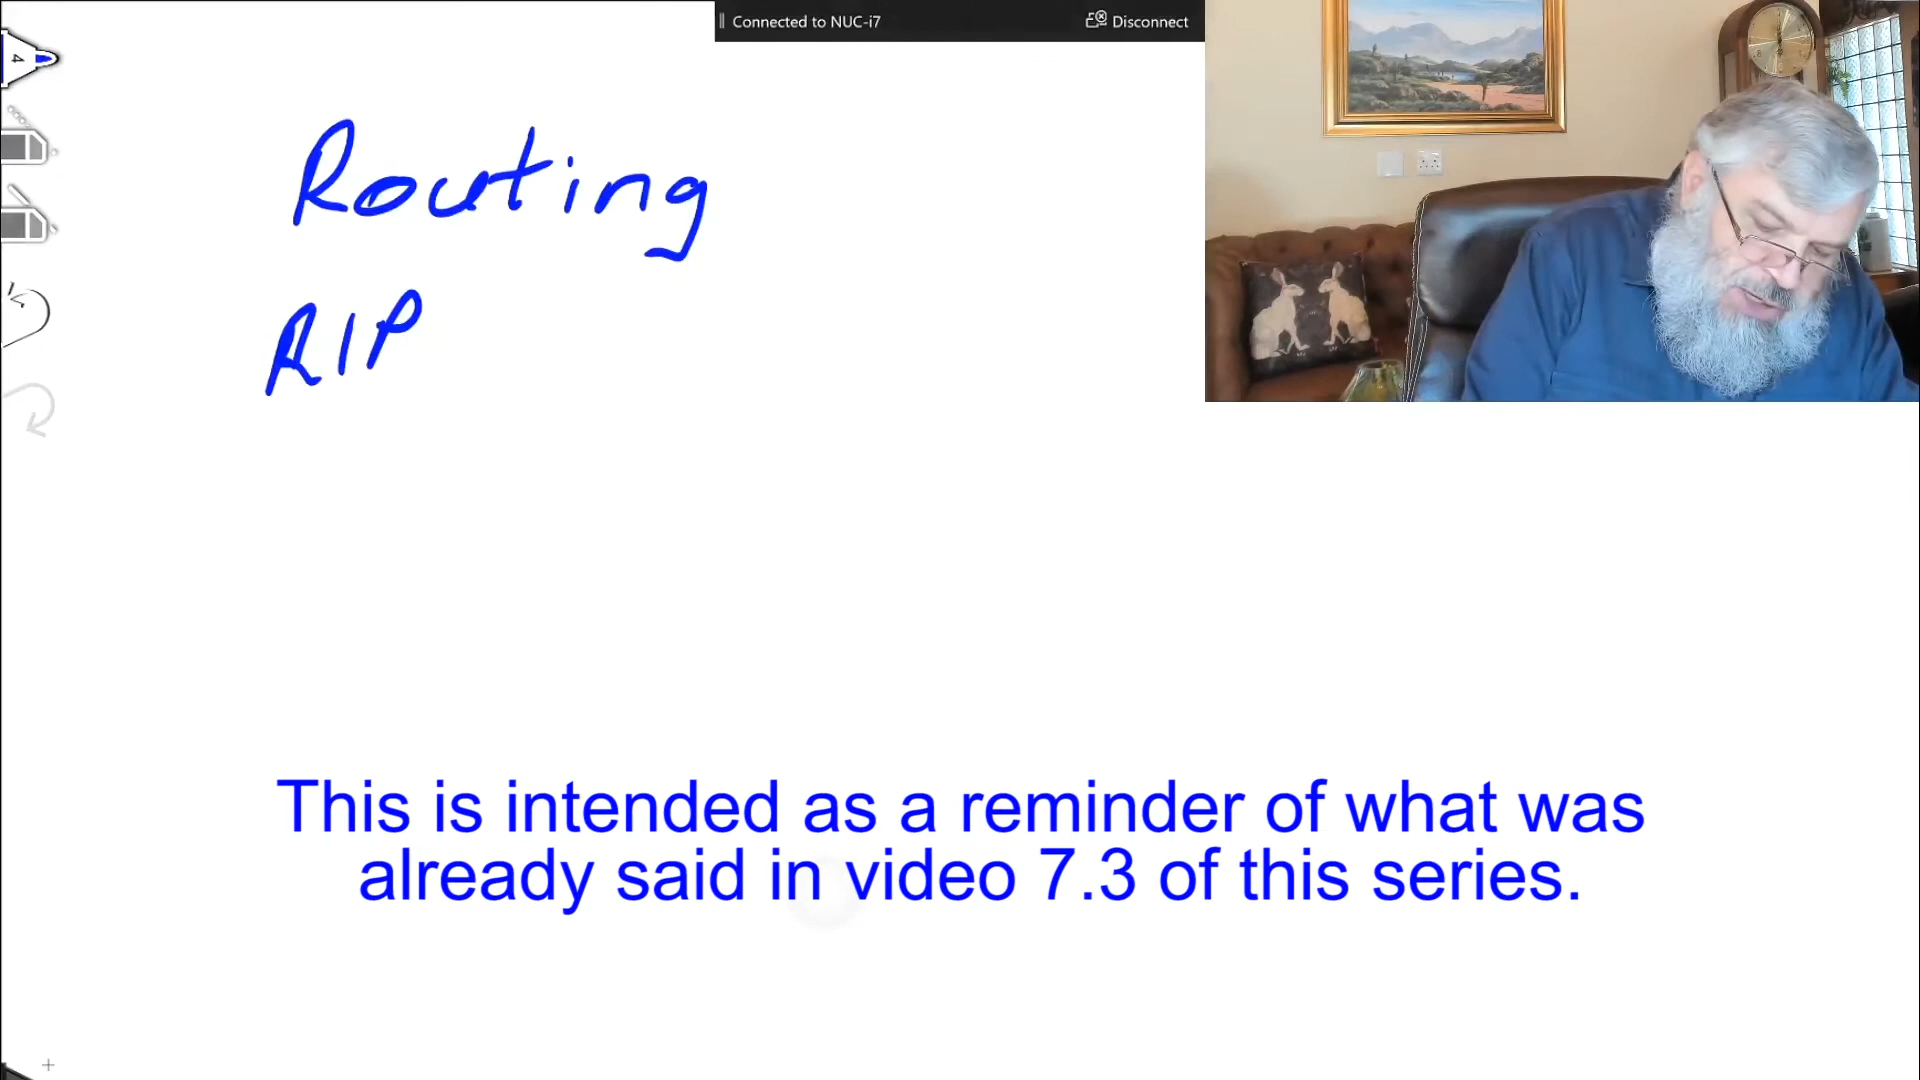 Connected to NUC-i7
Disconnect
Routing
RIP
This is intended as a reminder of what was
already said in video 7.3 of this series.